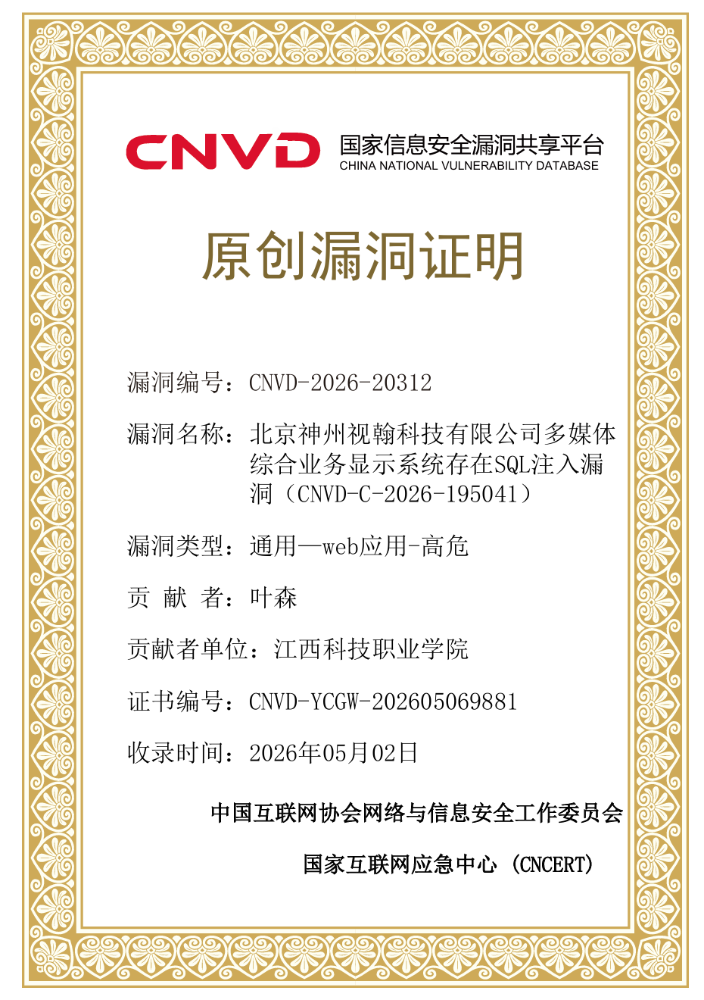 CNVD 国家信息安全漏洞共享平台
CHINA NATIONAL VULNERABILITY DATABASE
原创漏洞证明
漏洞编号：CNVD-2026-20312
漏洞名称：北京神州视翰科技有限公司多媒体
综合业务显示系统存在SQL注入漏
洞（CNVD-C-2026-195041）
漏洞类型：通用—web应用-高危
贡 献 者：叶森
贡献者单位：江西科技职业学院
证书编号：CNVD-YCGW-202605069881
收录时间：2026年05月02日
中国互联网协会网络与信息安全工作委员会
国家互联网应急中心（CNCERT）